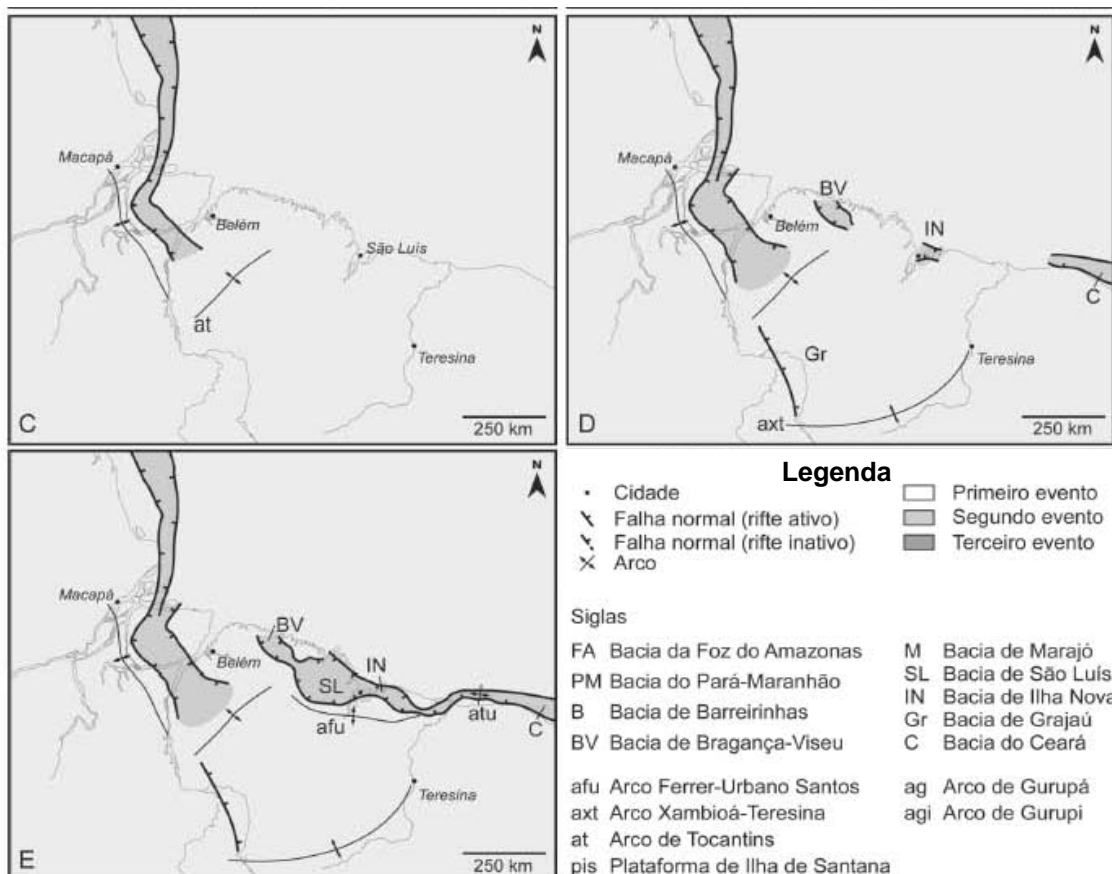 N
Macapá
Belém
São Luís
at
Teresina
C
250 km
N
Macapá
BV
Belém
IN
C
Gr
Teresina
axt
D
250 km
N
Macapá
BV
Belém
IN
SL
afu
atu
C
Teresina
E
250 km
Legenda
Cidade
Falha normal (rifte ativo)
Falha normal (rifte inativo)
Arco
Primeiro evento
Segundo evento
Terceiro evento
Siglas
FA Bacia da Foz do Amazonas
PM Bacia do Pará-Maranhão
B Bacia de Barreirinhas
BV Bacia de Bragança-Viseu
M Bacia de Marajó
SL Bacia de São Luís
IN Bacia de Ilha Nova
Gr Bacia de Grajaú
C Bacia do Ceará
afu Arco Ferrer-Urbano Santos
axt Arco Xambioá-Teresina
at Arco de Tocantins
pis Plataforma de Ilha de Santana
ag Arco de Gurupá
agi Arco de Gurupi